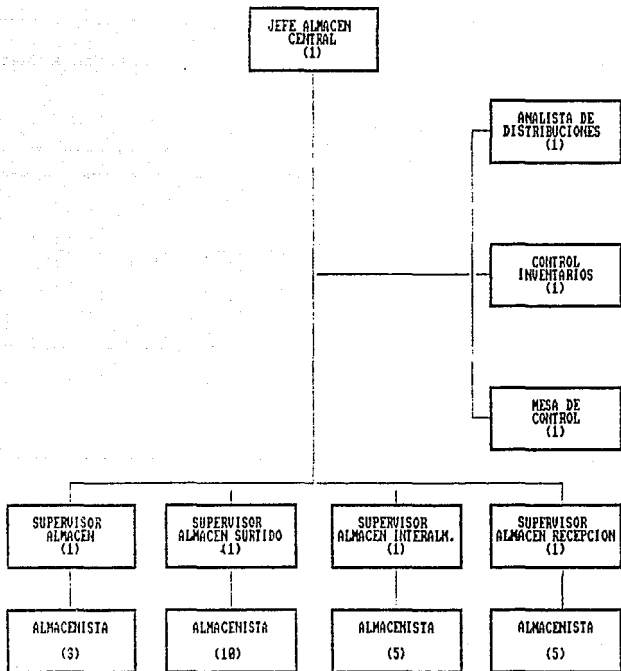 JEFE ALMACEN
CENTRAL
(1)
ANALISTA DE
DISTRIBUCIONES
(1)
CONTROL
INVENTARIOS
(1)
MESA DE
CONTROL
(1)
SUPERVISOR
ALMACEN
(1)
SUPERVISOR
ALMACEN SURTIDO
(1)
SUPERVISOR
ALMACEN INTERALM.
(1)
SUPERVISOR
ALMACEN RECEPCION
(1)
ALMACENISTA
(3)
ALMACENISTA
(10)
ALMACENISTA
(5)
ALMACENISTA
(5)